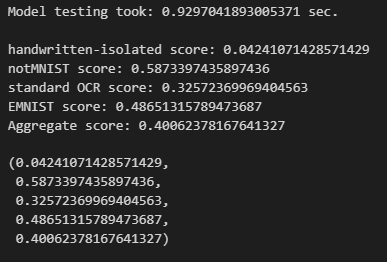 Model testing took: 0.9297041893005371 sec.
handwritten-isolated score: 0.04241071428571429
notMNIST score: 0.5873397435897436
standard OCR score: 0.32572369969404563
EMNIST score: 0.48651315789473687
Aggregate score: 0.40062378167641327
(0.04241071428571429,
0.5873397435897436,
0.32572369969404563,
0.48651315789473687,
0.40062378167641327)